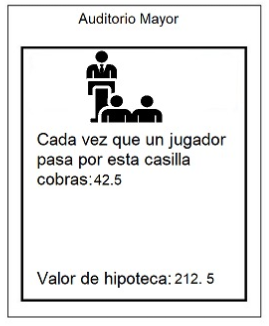 Auditorio Mayor
Cada vez que un jugador
pasa por esta casilla
cobras:42.5
Valor de hipoteca: 212. 5